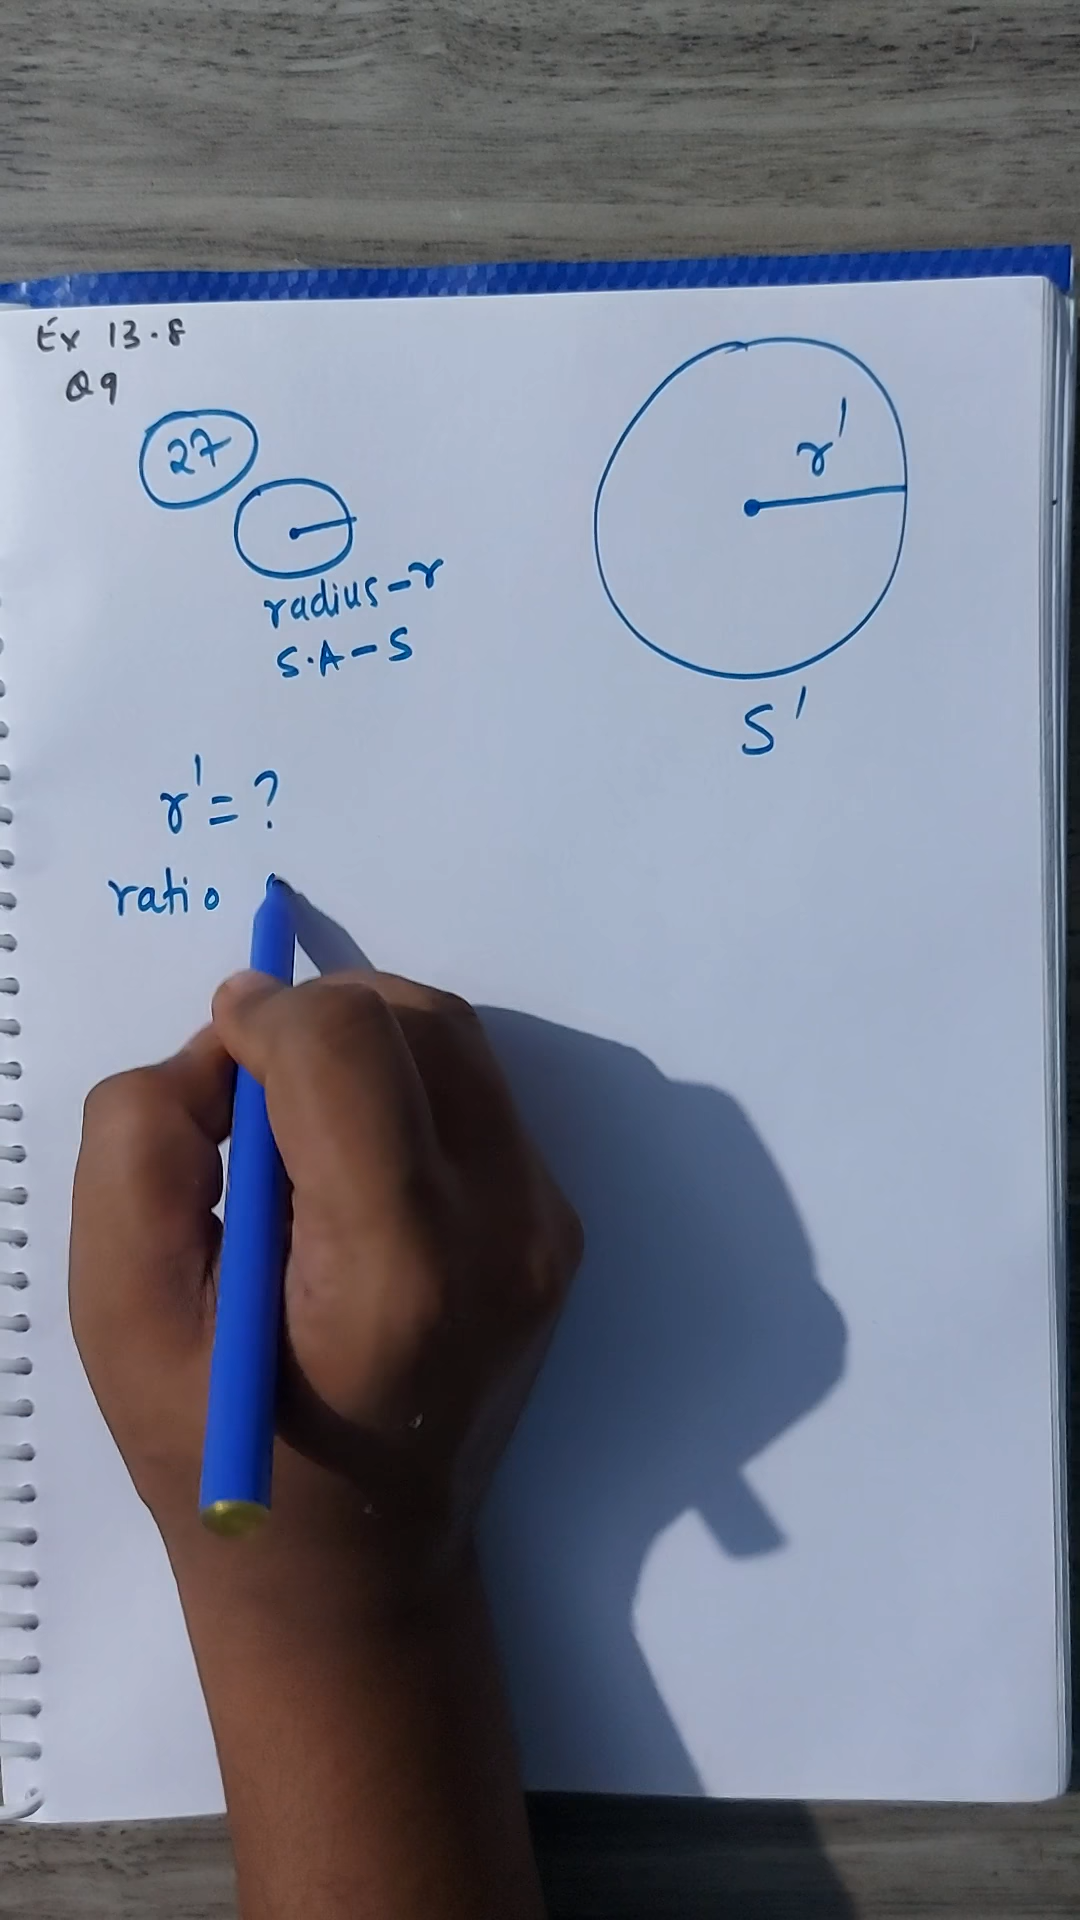 Ex 13.8
Q9
27
r'
radius - r
S.A - S
S'
r' = ?
ratio